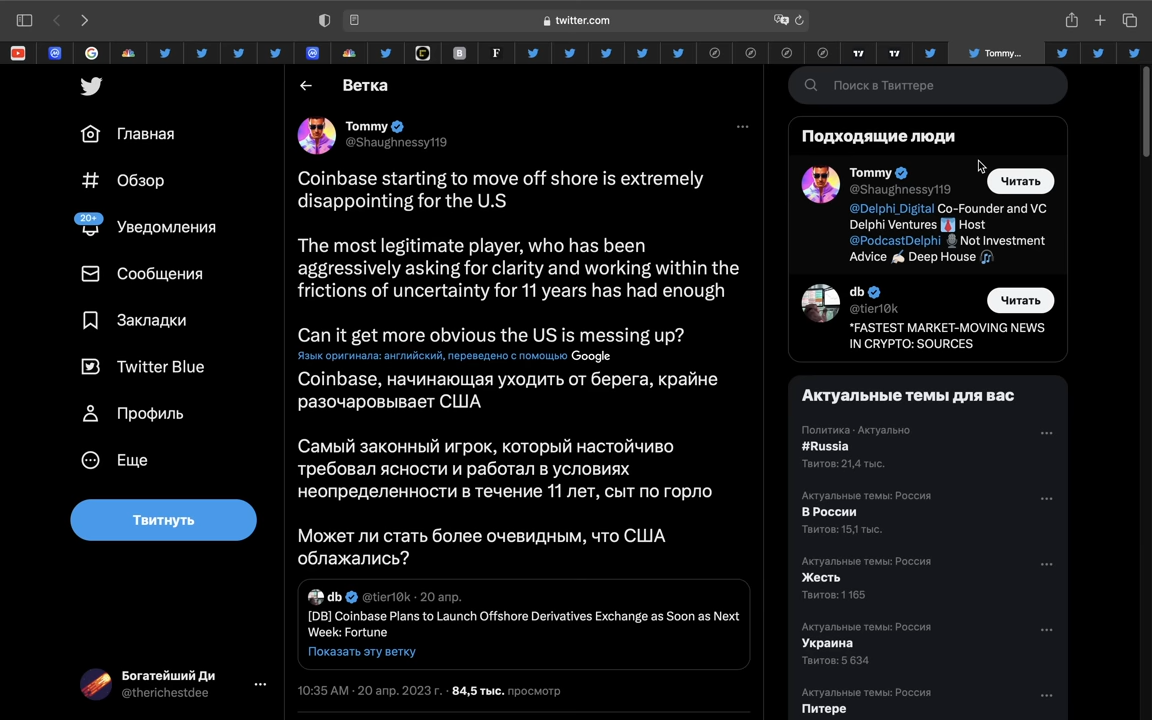 twitter.com
Tommy...
Главная
Обзор
20+
Уведомления
Сообщения
Закладки
Twitter Blue
Профиль
Еще
Твитнуть
Богатейший Ди
@therichestdee
Ветка
Tommy
@Shaughnessy119
Coinbase starting to move off shore is extremely
disappointing for the U.S
The most legitimate player, who has been
aggressively asking for clarity and working within the
frictions of uncertainty for 11 years has had enough
Can it get more obvious the US is messing up?
Язык оригинала: английский, переведено с помощью Google
Coinbase, начинающая уходить от берега, крайне
разочаровывает США
Самый законный игрок, который настойчиво
требовал ясности и работал в условиях
неопределенности в течение 11 лет, сыт по горло
Может ли стать более очевидным, что США
облажались?
db @tier10k · 20 апр.
[DB] Coinbase Plans to Launch Offshore Derivatives Exchange as Soon as Next
Week: Fortune
Показать эту ветку
10:35 AM · 20 апр. 2023 г. · 84,5 тыс. просмотр
Поиск в Твиттере
Подходящие люди
Tommy
@Shaughnessy119
Читать
@Delphi_Digital Co-Founder and VC
Delphi Ventures Host
@PodcastDelphi Not Investment
Advice Deep House
db
@tier10k
Читать
*FASTEST MARKET-MOVING NEWS
IN CRYPTO: SOURCES
Актуальные темы для вас
Политика · Актуально
#Russia
Твитов: 21,4 тыс.
Актуальные темы: Россия
В России
Твитов: 15,1 тыс.
Актуальные темы: Россия
Жесть
Твитов: 1 165
Актуальные темы: Россия
Украина
Твитов: 5 634
Актуальные темы: Россия
Питере